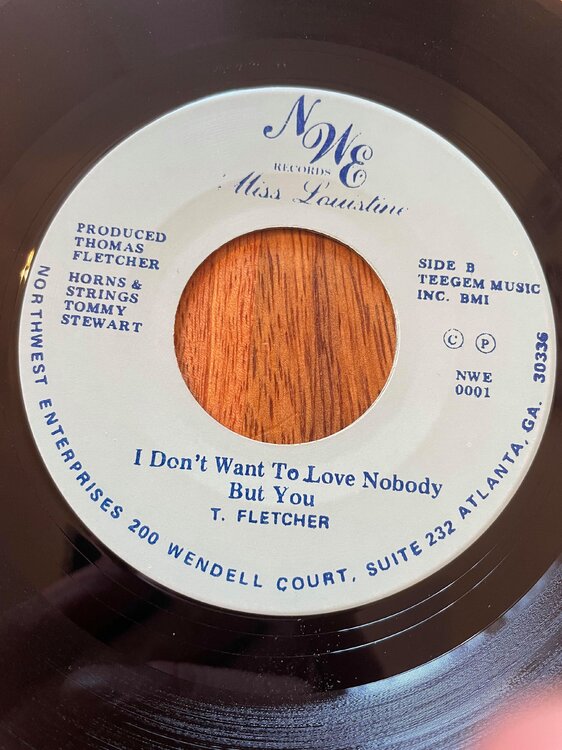 NWE
RECORDS
Miss Louistine
PRODUCED
THOMAS
FLETCHER
HORNS &
STRINGS
TOMMY
STEWART
SIDE B
TEEGEM MUSIC
INC. BMI
© ℗
NWE
0001
I Don't Want To Love Nobody
But You
T. FLETCHER
NORTHWEST ENTERPRISES 200 WENDELL COURT, SUITE 232 ATLANTA, GA. 30336